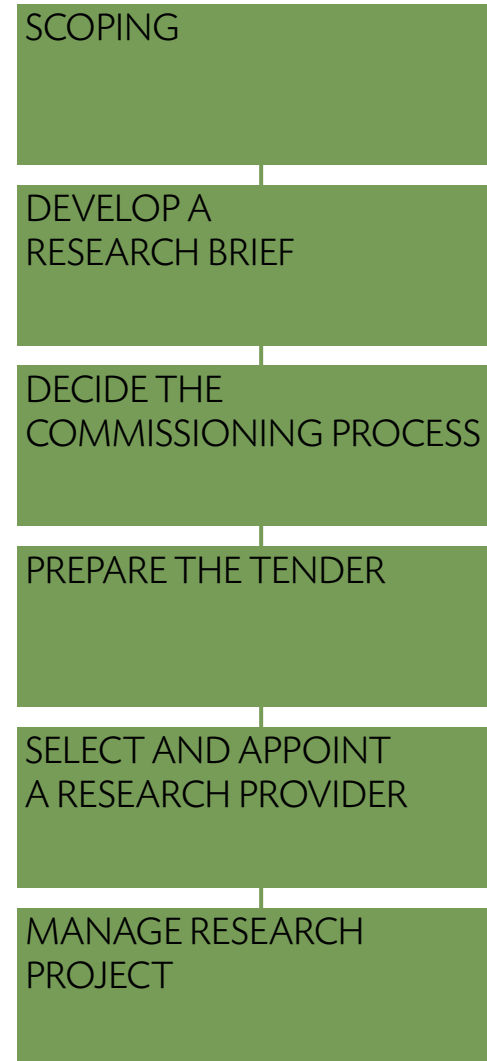 SCOPING
DEVELOP A
RESEARCH BRIEF
DECIDE THE
COMMISSIONING PROCESS
PREPARE THE TENDER
SELECT AND APPOINT
A RESEARCH PROVIDER
MANAGE RESEARCH
PROJECT